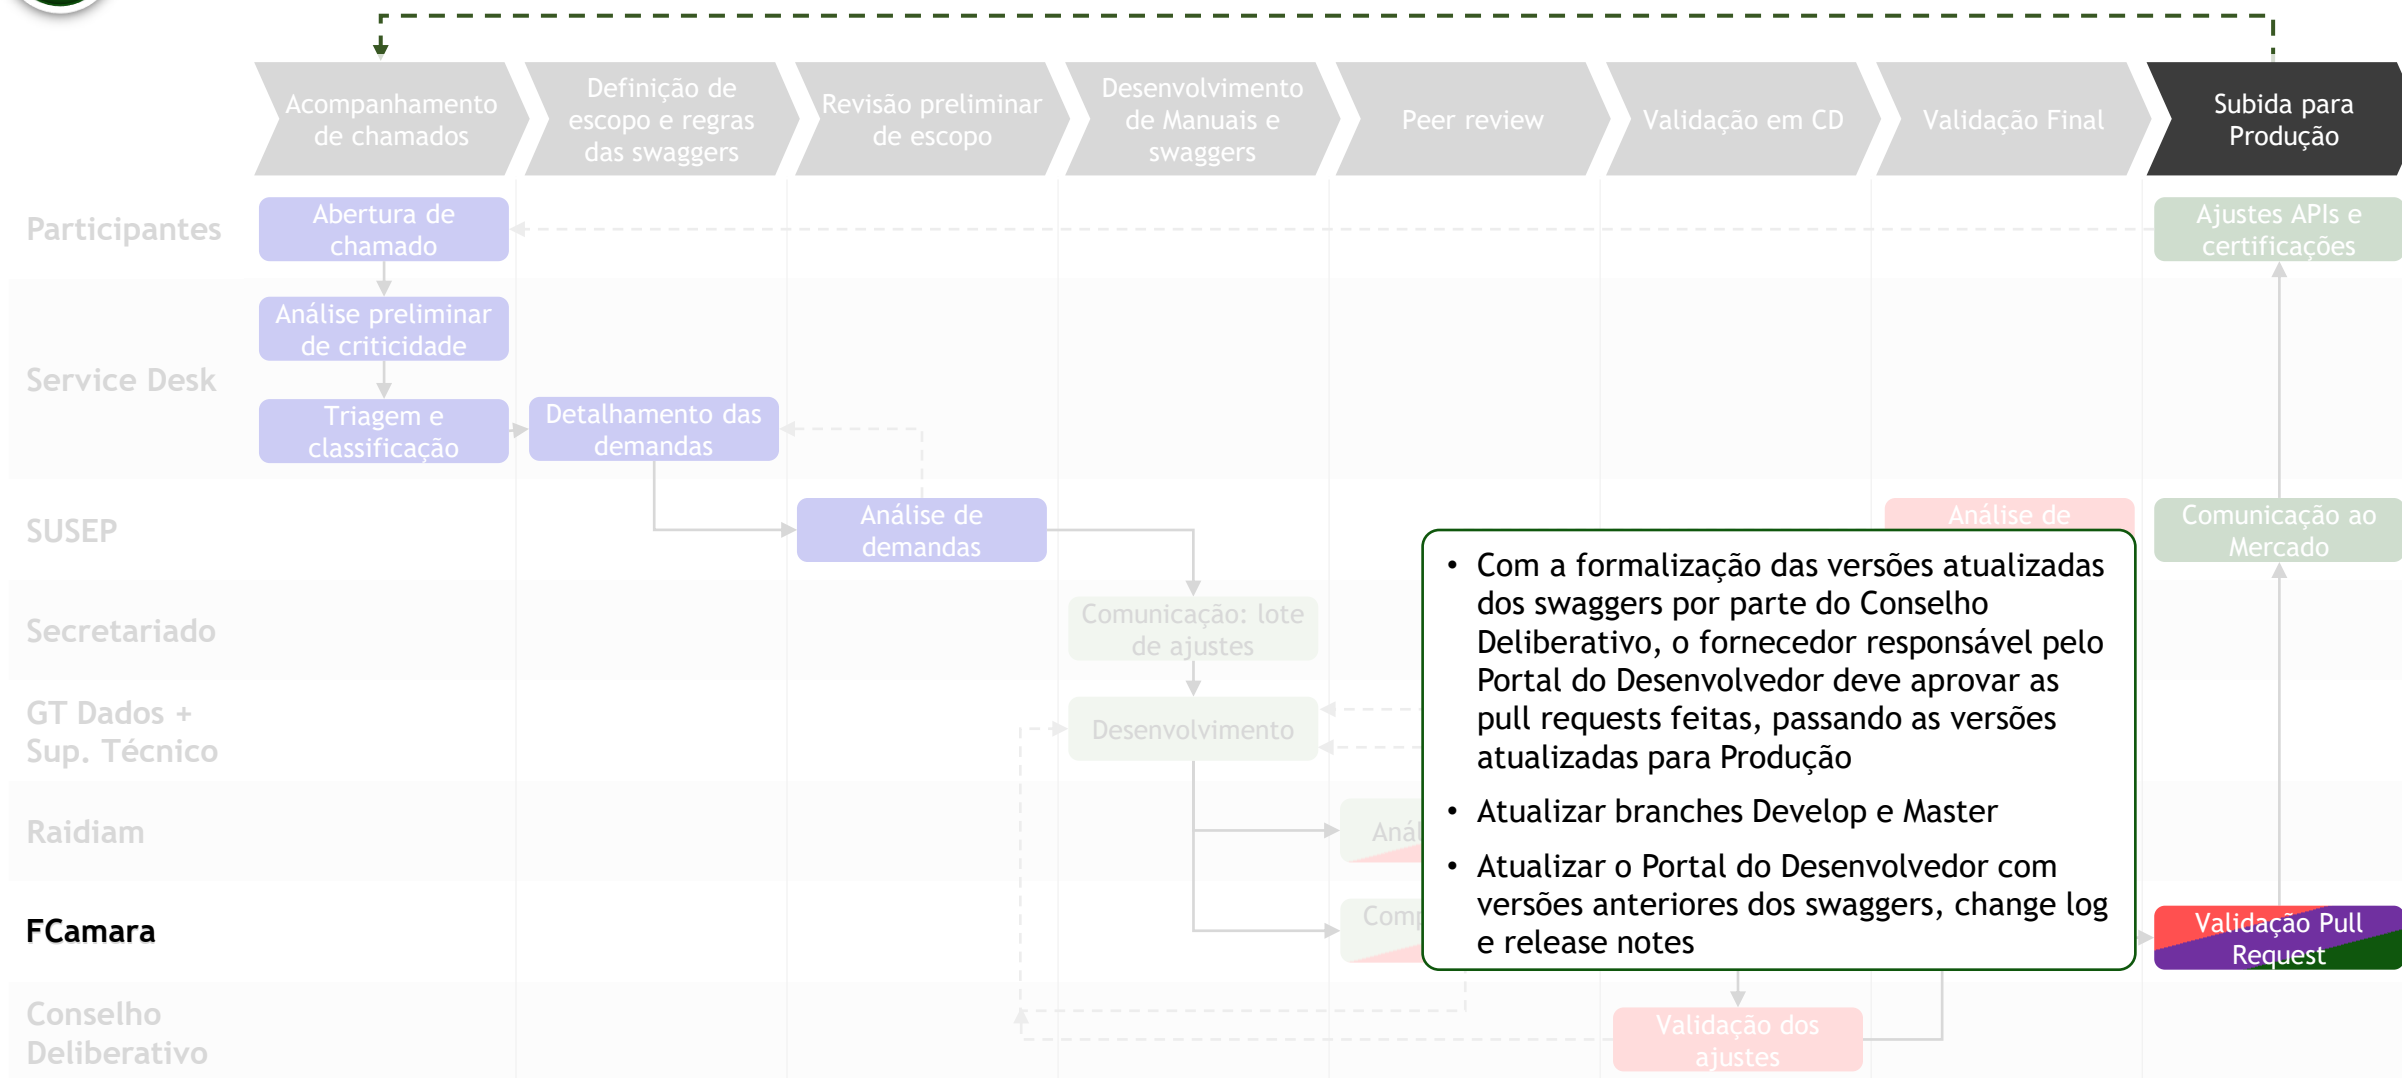 Acompanhamento
de chamados
Definição de
escopo e regras
das swaggers
Revisão preliminar
de escopo
Desenvolvimento
de Manuais e
swaggers
Peer review
Validação em CD
Validação Final
Subida para
Produção
Participantes
Abertura de
chamado
Ajustes APIs e
certificações
Service Desk
Análise preliminar
de criticidade
Triagem e
classificação
Detalhamento das
demandas
SUSEP
Análise de
demandas
Análise de
Comunicação ao
Mercado
Secretariado
Comunicação: lote
de ajustes
GT Dados +
Sup. Técnico
Desenvolvimento
Raidiam
FCamara
• Com a formalização das versões atualizadas
dos swaggers por parte do Conselho
Deliberativo, o fornecedor responsável pelo
Portal do Desenvolvedor deve aprovar as
pull requests feitas, passando as versões
atualizadas para Produção
• Atualizar branches Develop e Master
• Atualizar o Portal do Desenvolvedor com
versões anteriores dos swaggers, change log
e release notes
Validação Pull
Request
Conselho
Deliberativo
Validação dos
ajustes